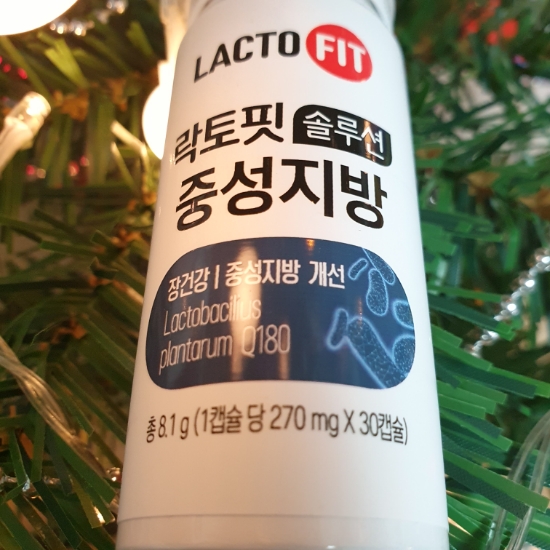 LACTO FIT
락토핏 솔루션
중성지방
장건강 | 중성지방 개선
Lactobacillus
plantarum Q180
총 8.1 g (1캡슐 당 270 mg X 30캡슐)